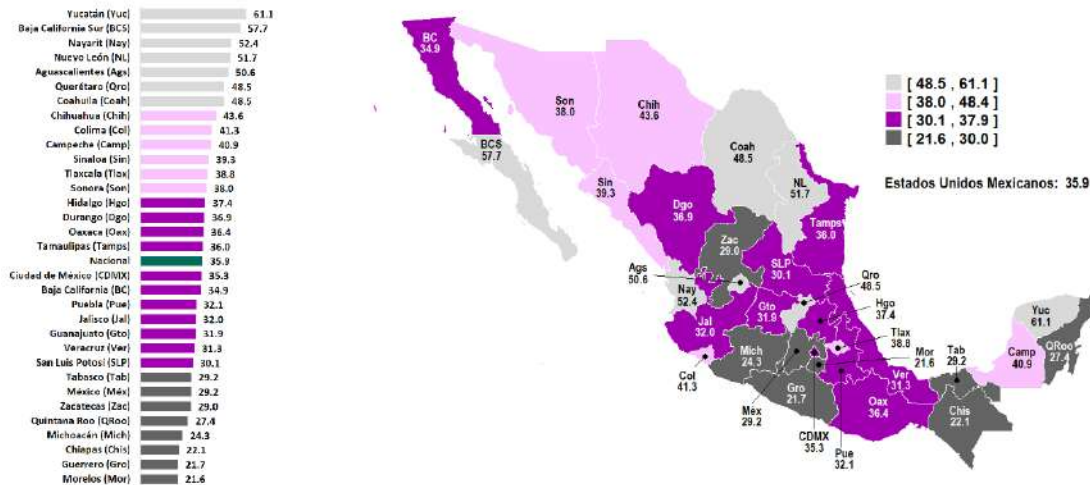 Yucatán (Yuc) 61.1
Baja California Sur (BCS) 57.7
Nayarit (Nay) 52.4
Nuevo León (NL) 51.7
Aguascalientes (Ags) 50.6
Querétaro (Qro) 48.5
Coahuila (Coah) 48.5
Chihuahua (Chih) 43.6
Colima (Col) 41.3
Campeche (Camp) 40.9
Sinaloa (Sin) 39.3
Tlaxcala (Tlax) 38.8
Sonora (Son) 38.0
Hidalgo (Hgo) 37.4
Durango (Dgo) 36.9
Oaxaca (Oax) 36.4
Tamaulipas (Tamps) 36.0
Nacional 35.9
Ciudad de México (CDMX) 35.3
Baja California (BC) 34.9
Puebla (Pue) 32.1
Jalisco (Jal) 32.0
Guanajuato (Gto) 31.9
Veracruz (Ver) 31.3
San Luis Potosí (SLP) 30.1
Tabasco (Tab) 29.2
México (Méx) 29.2
Zacatecas (Zac) 29.0
Quintana Roo (QRoo) 27.4
Michoacán (Mich) 24.3
Chiapas (Chis) 22.1
Guerrero (Gro) 21.7
Morelos (Mor) 21.6
BC
34.9
Son
38.0
Chih
43.6
BCS
57.7
Coah
48.5
Sin
39.3
NL
51.7
Dgo
36.9
Tamps
36.0
Zac
29.0
SLP
30.1
Ags
50.6
Nay
52.4
Qro
48.5
Gto
31.9
Hgo
37.4
Jal
32.0
Tlax
38.8
Mich
24.3
Mor
21.6
Col
41.3
Gro
21.7
Méx
29.2
CDMX
35.3
Pue
32.1
Oax
36.4
Ver
31.3
Tab
29.2
Chis
22.1
Camp
40.9
Yuc
61.1
QRoo
27.4
[ 48.5 , 61.1 ]
[ 38.0 , 48.4 ]
[ 30.1 , 37.9 ]
[ 21.6 , 30.0 ]
Estados Unidos Mexicanos: 35.9